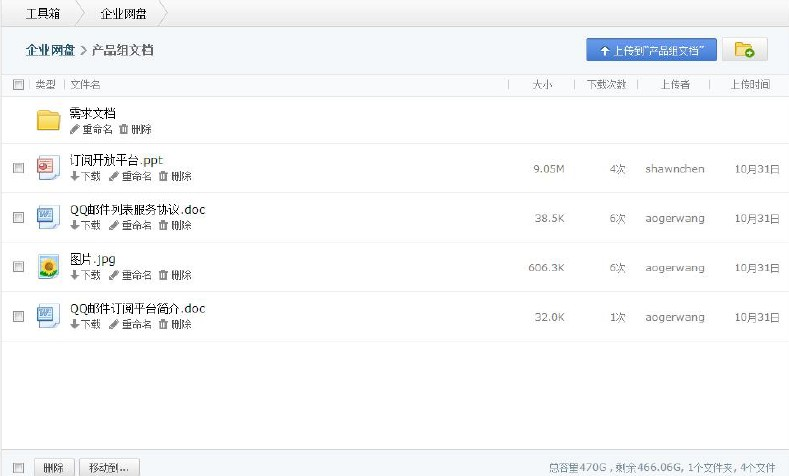 工具箱 企业网盘
企业网盘 > 产品组文档 上传到"产品组文档"
类型 文件名 大小 下载次数 上传者 上传时间
需求文档
重命名 删除
订阅开放平台.ppt
下载 重命名 删除 9.05M 4次 shawnchen 10月31日
QQ邮件列表服务协议.doc
下载 重命名 删除 38.5K 6次 aogerwang 10月31日
图片.jpg
下载 重命名 删除 606.3K 6次 aogerwang 10月31日
QQ邮件订阅平台简介.doc
下载 重命名 删除 32.0K 1次 aogerwang 10月31日
删除 移动到... 总容量470G , 剩余466.06G, 1个文件夹, 4个文件